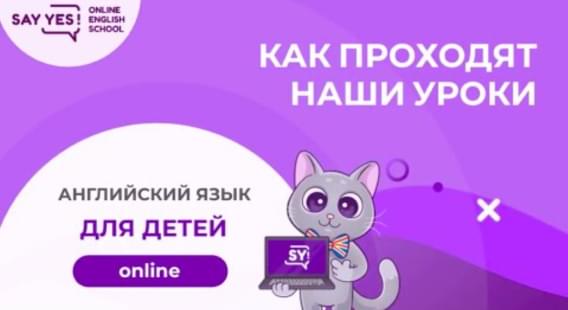 SAY YES!
ONLINE
ENGLISH
SCHOOL
КАК ПРОХОДЯТ
НАШИ УРОКИ
АНГЛИЙСКИЙ ЯЗЫК
ДЛЯ ДЕТЕЙ
online
SY!